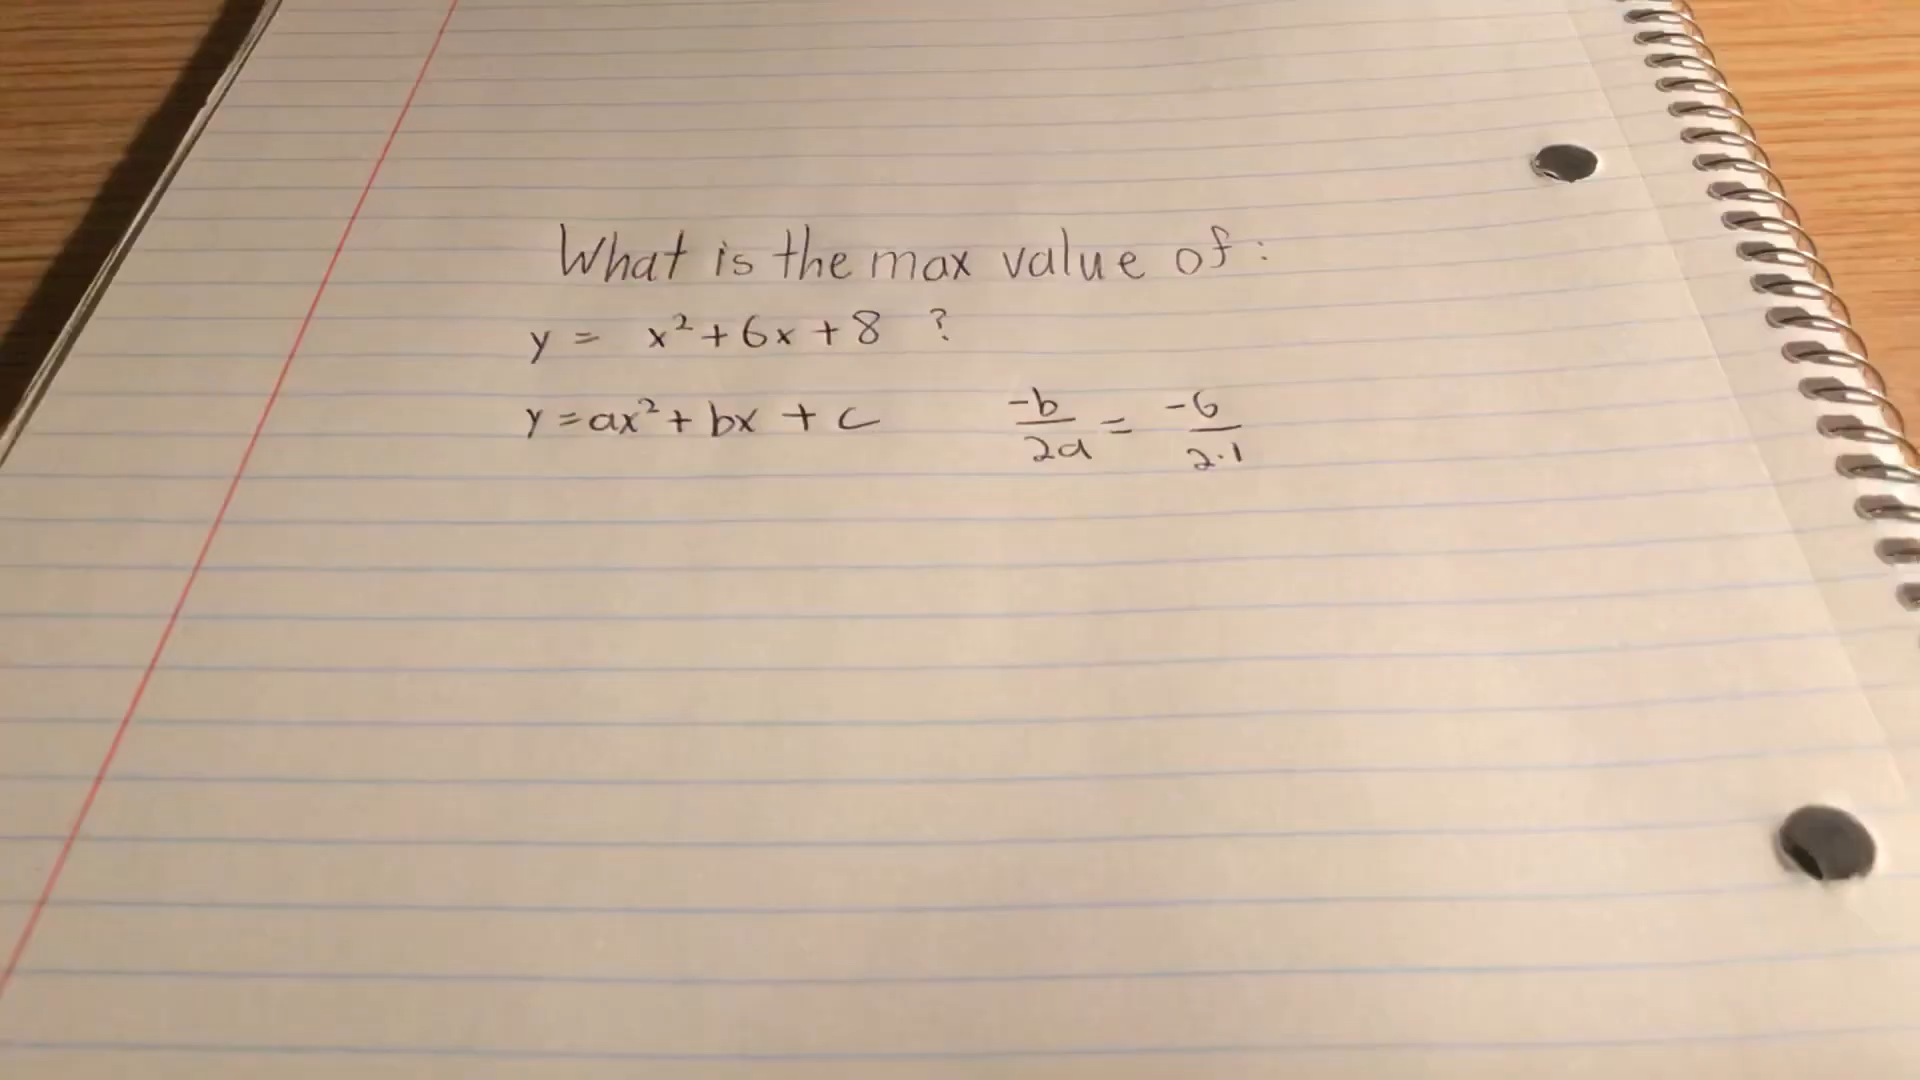 What is the max value of:
y = x² + 6x + 8 ?
y = ax² + bx + c -b/2a = -6/2·1